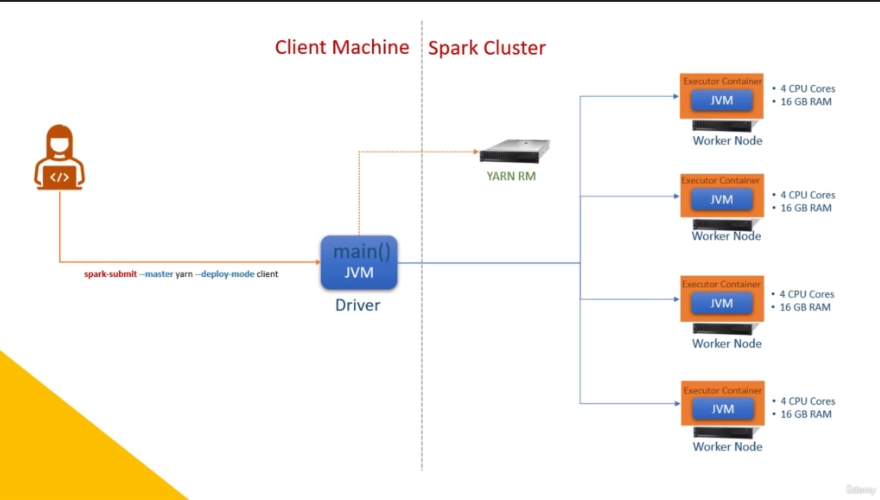 Client Machine
Spark Cluster
Executor Container
JVM
• 4 CPU Cores
• 16 GB RAM
Worker Node
</>
YARN RM
Executor Container
JVM
• 4 CPU Cores
• 16 GB RAM
Worker Node
main()
JVM
Driver
spark-submit --master yarn --deploy-mode client
Executor Container
JVM
• 4 CPU Cores
• 16 GB RAM
Worker Node
Executor Container
JVM
• 4 CPU Cores
• 16 GB RAM
Worker Node
Udemy